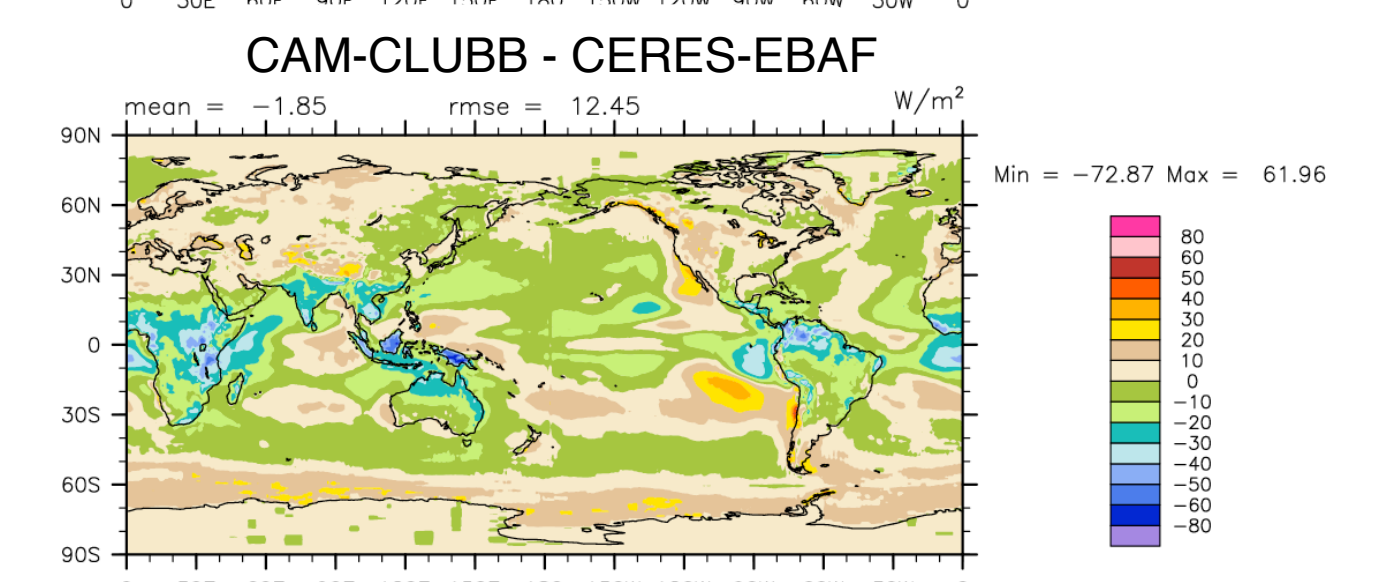 CAM-CLUBB - CERES-EBAF
mean = -1.85 rmse = 12.45 W/m²
Min = -72.87 Max = 61.96
90N
60N
30N
0
30S
60S
90S
80
60
50
40
30
20
10
0
-10
-20
-30
-40
-50
-60
-80